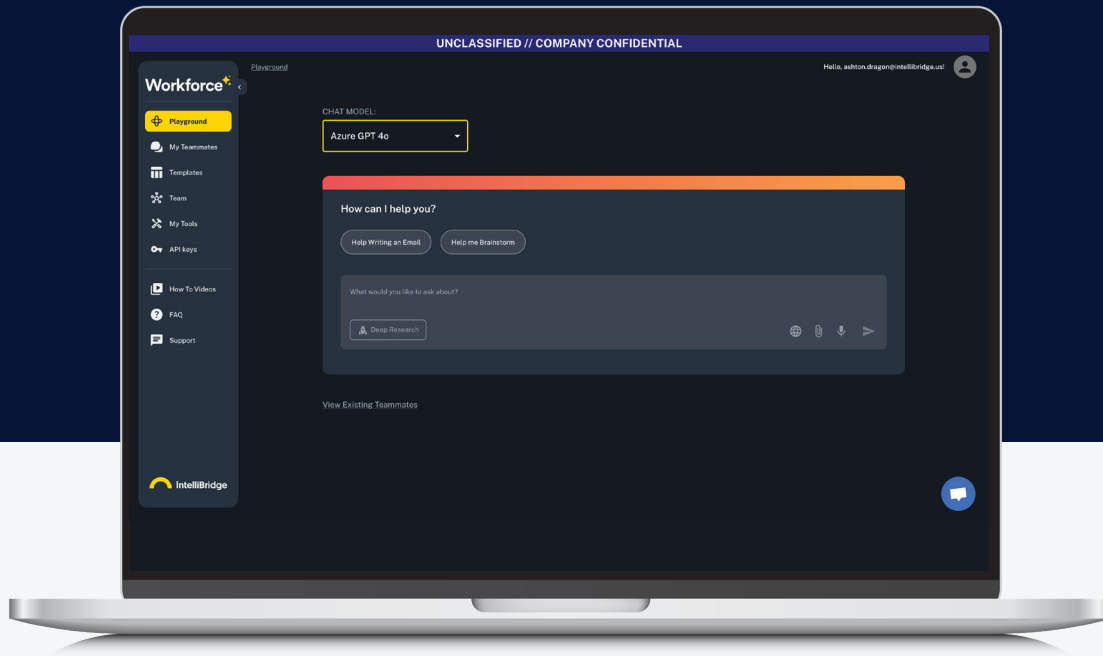 UNCLASSIFIED // COMPANY CONFIDENTIAL
Workforce
Playground
Hello, ashton.dragon@intellibridge.us!
Playground
My Teammates
Templates
Team
My Tools
API keys
How To Videos
FAQ
Support
IntelliBridge
CHAT MODEL:
Azure GPT 4o
How can I help you?
Help Writing an Email
Help me Brainstorm
What would you like to ask about?
Deep Research
View Existing Teammates